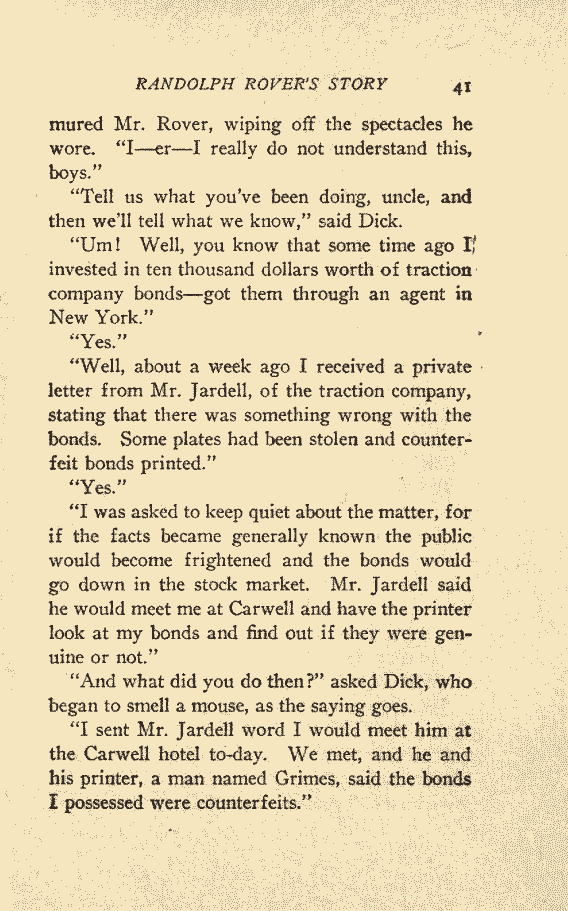 RANDOLPH ROVER'S STORY 41
mured Mr. Rover, wiping off the spectacles he
wore. "I—er—I really do not understand this,
boys."
"Tell us what you've been doing, uncle, and
then we'll tell what we know," said Dick.
"Um! Well, you know that some time ago I
invested in ten thousand dollars worth of traction
company bonds—got them through an agent in
New York."
"Yes."
"Well, about a week ago I received a private
letter from Mr. Jardell, of the traction company,
stating that there was something wrong with the
bonds. Some plates had been stolen and counter-
feit bonds printed."
"Yes."
"I was asked to keep quiet about the matter, for
if the facts became generally known the public
would become frightened and the bonds would
go down in the stock market. Mr. Jardell said
he would meet me at Carwell and have the printer
look at my bonds and find out if they were gen-
uine or not."
"And what did you do then?" asked Dick, who
began to smell a mouse, as the saying goes.
"I sent Mr. Jardell word I would meet him at
the Carwell hotel to-day. We met, and he and
his printer, a man named Grimes, said the bonds
I possessed were counterfeits."